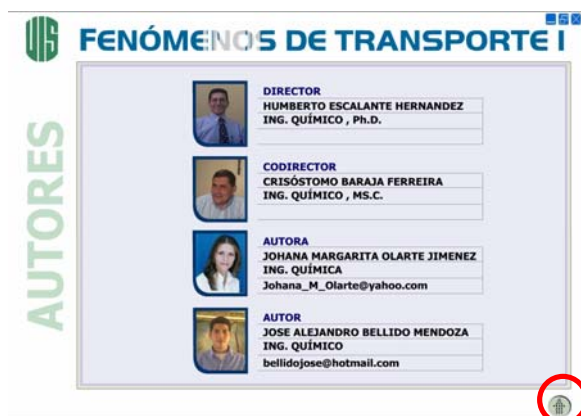 UIS
FENÓMENOS DE TRANSPORTE I
AUTORES
DIRECTOR
HUMBERTO ESCALANTE HERNANDEZ
ING. QUÍMICO , Ph.D.
CODIRECTOR
CRISÓSTOMO BARAJA FERREIRA
ING. QUÍMICO , MS.C.
AUTORA
JOHANA MARGARITA OLARTE JIMENEZ
ING. QUÍMICA
Johana_M_Olarte@yahoo.com
AUTOR
JOSE ALEJANDRO BELLIDO MENDOZA
ING. QUÍMICO
bellidojose@hotmail.com